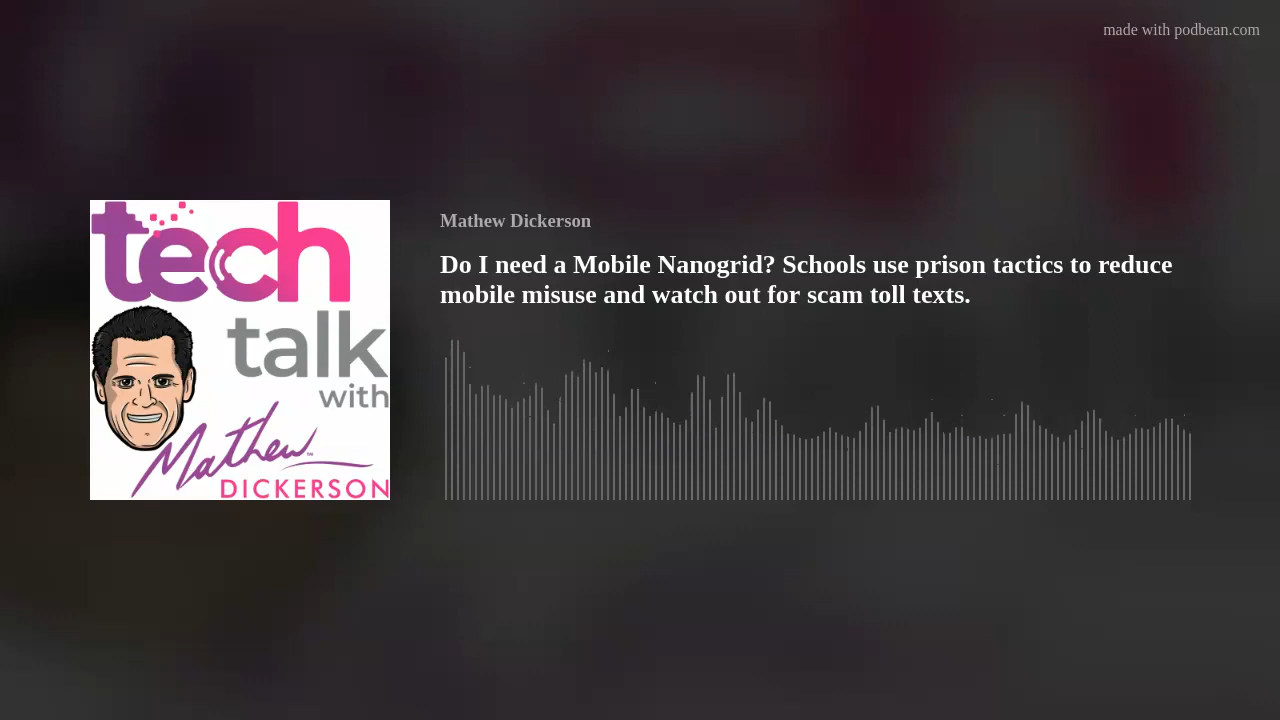 made with podbean.com
tech
talk
with
Mathew
™
DICKERSON
Mathew Dickerson
Do I need a Mobile Nanogrid? Schools use prison tactics to reduce
mobile misuse and watch out for scam toll texts.